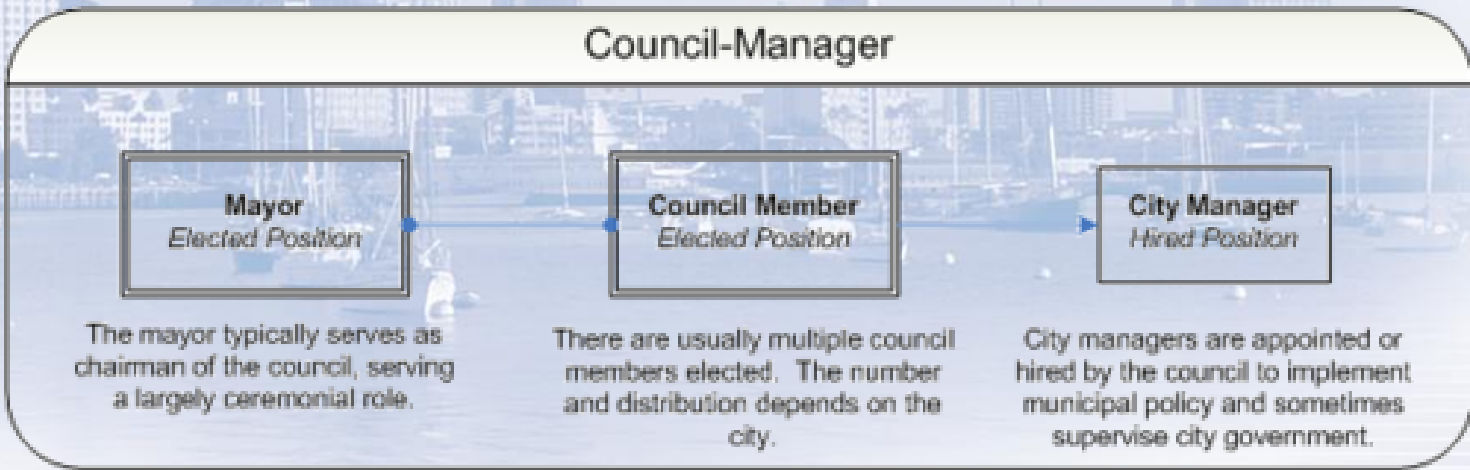 Council-Manager
Mayor
Elected Position
Council Member
Elected Position
City Manager
Hired Position
The mayor typically serves as
chairman of the council, serving
a largely ceremonial role.
There are usually multiple council
members elected. The number
and distribution depends on the
city.
City managers are appointed or
hired by the council to implement
municipal policy and sometimes
supervise city government.